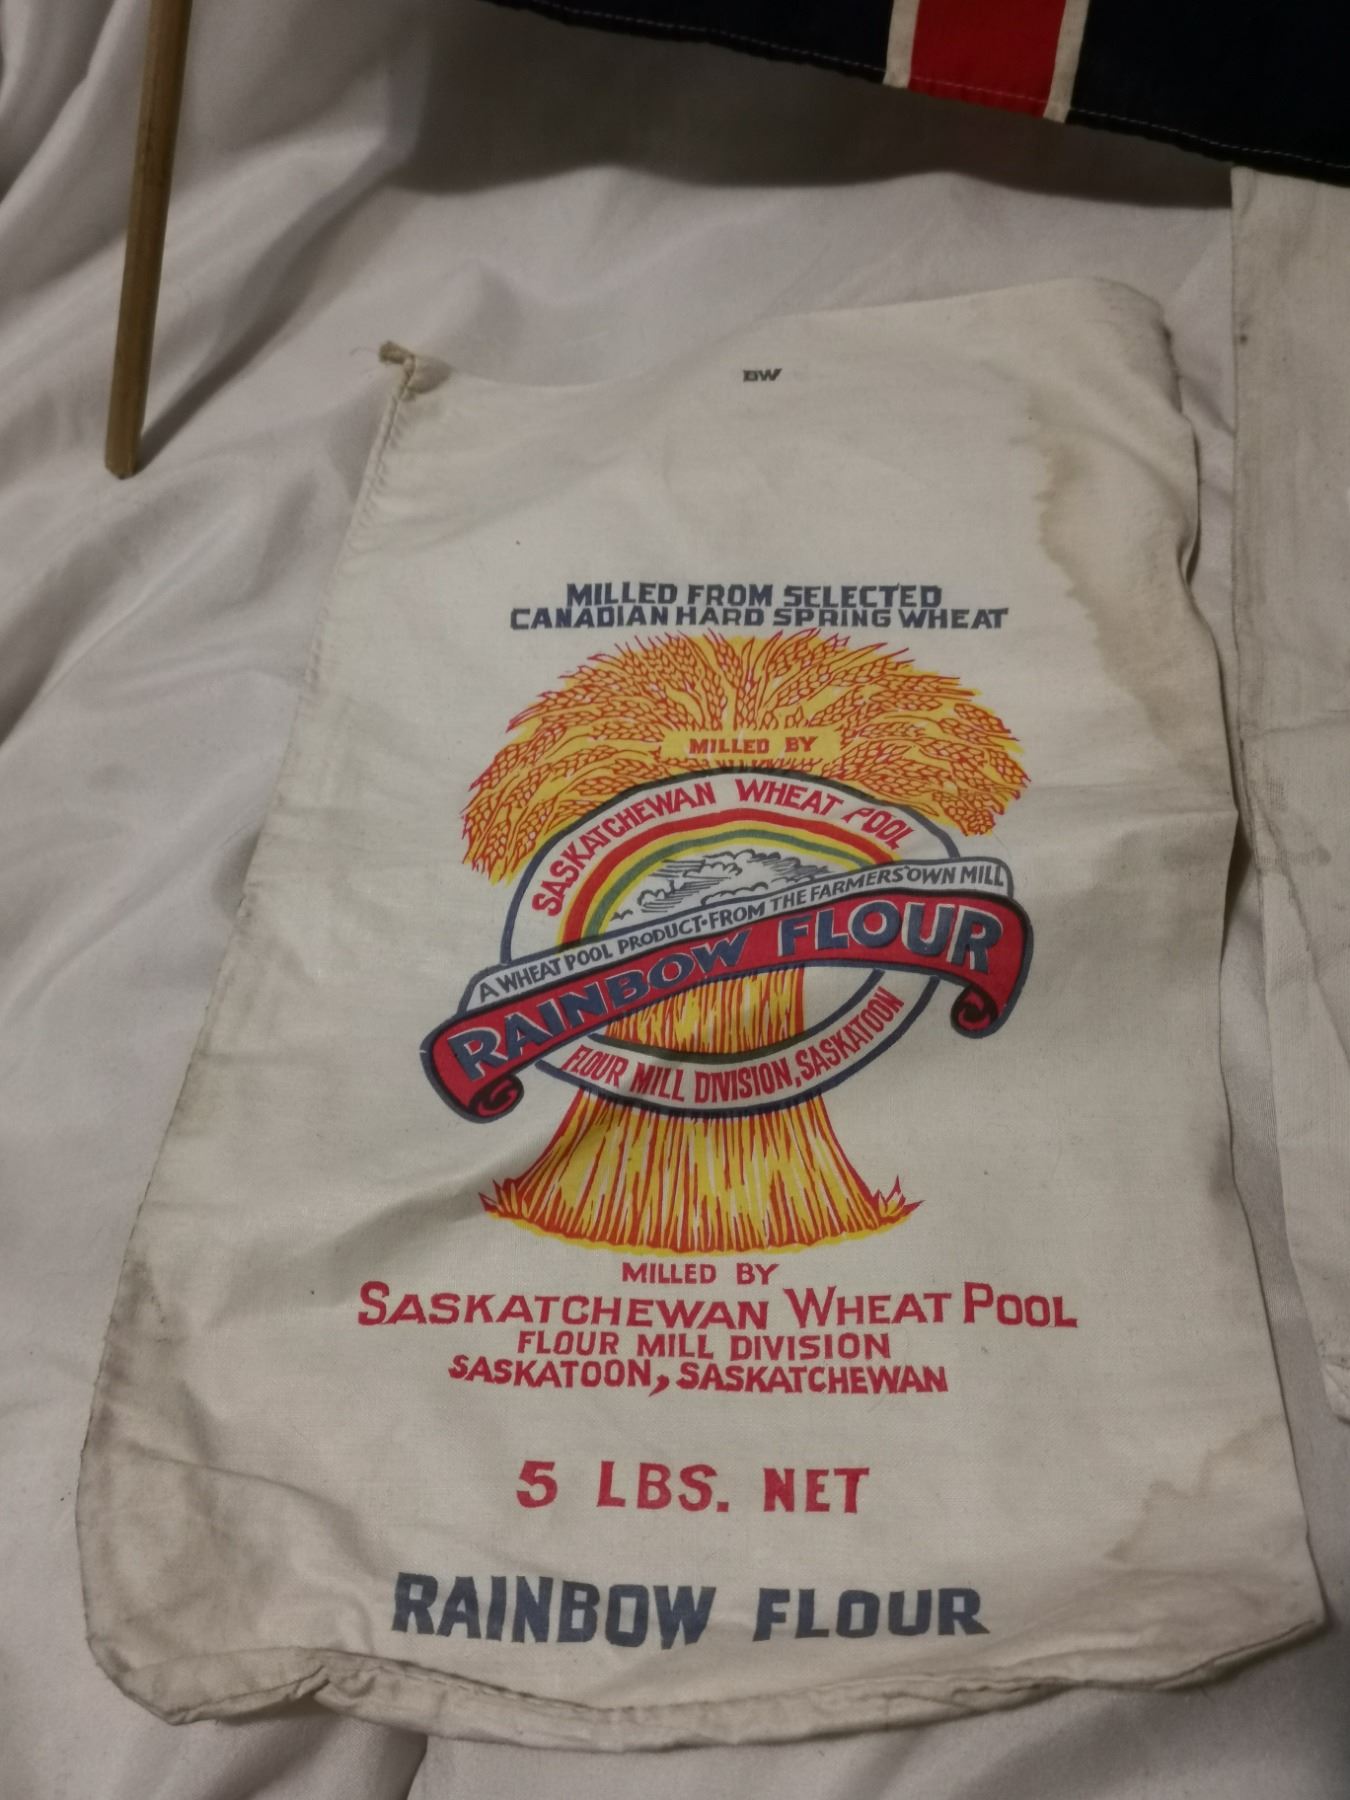 BW
MILLED FROM SELECTED
CANADIAN HARD SPRING WHEAT
MILLED BY
SASKATCHEWAN WHEAT POOL
A WHEAT POOL PRODUCT·FROM THE FARMERS' OWN MILL
RAINBOW FLOUR
FLOUR MILL DIVISION, SASKATOON
MILLED BY
SASKATCHEWAN WHEAT POOL
FLOUR MILL DIVISION
SASKATOON, SASKATCHEWAN
5 LBS. NET
RAINBOW FLOUR